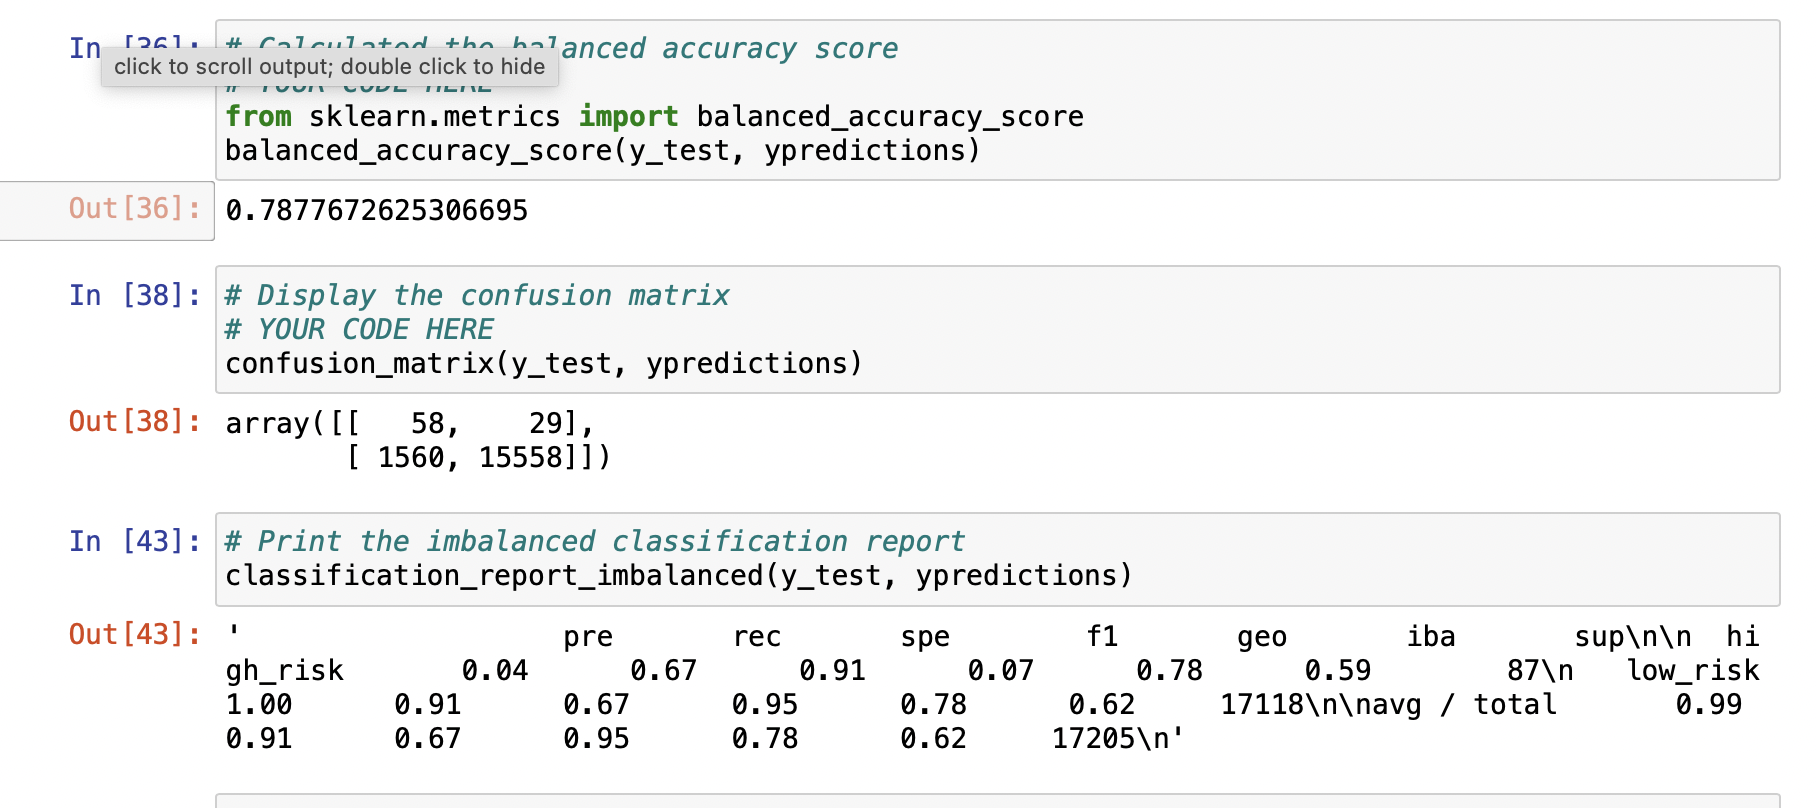 In [36]: # Calculated the balanced accuracy score
click to scroll output; double click to hide
# YOUR CODE HERE
from sklearn.metrics import balanced_accuracy_score
balanced_accuracy_score(y_test, ypredictions)
Out[36]: 0.7877672625306695
In [38]: # Display the confusion matrix
# YOUR CODE HERE
confusion_matrix(y_test, ypredictions)
Out[38]: array([[   58,    29],
       [ 1560, 15558]])
In [43]: # Print the imbalanced classification report
classification_report_imbalanced(y_test, ypredictions)
Out[43]: '                   pre       rec       spe        f1       geo       iba       sup\n\n  hi
gh_risk       0.04      0.67      0.91      0.07      0.78      0.59        87\n   low_risk
1.00      0.91      0.67      0.95      0.78      0.62     17118\n\navg / total       0.99
0.91      0.67      0.95      0.78      0.62     17205\n'